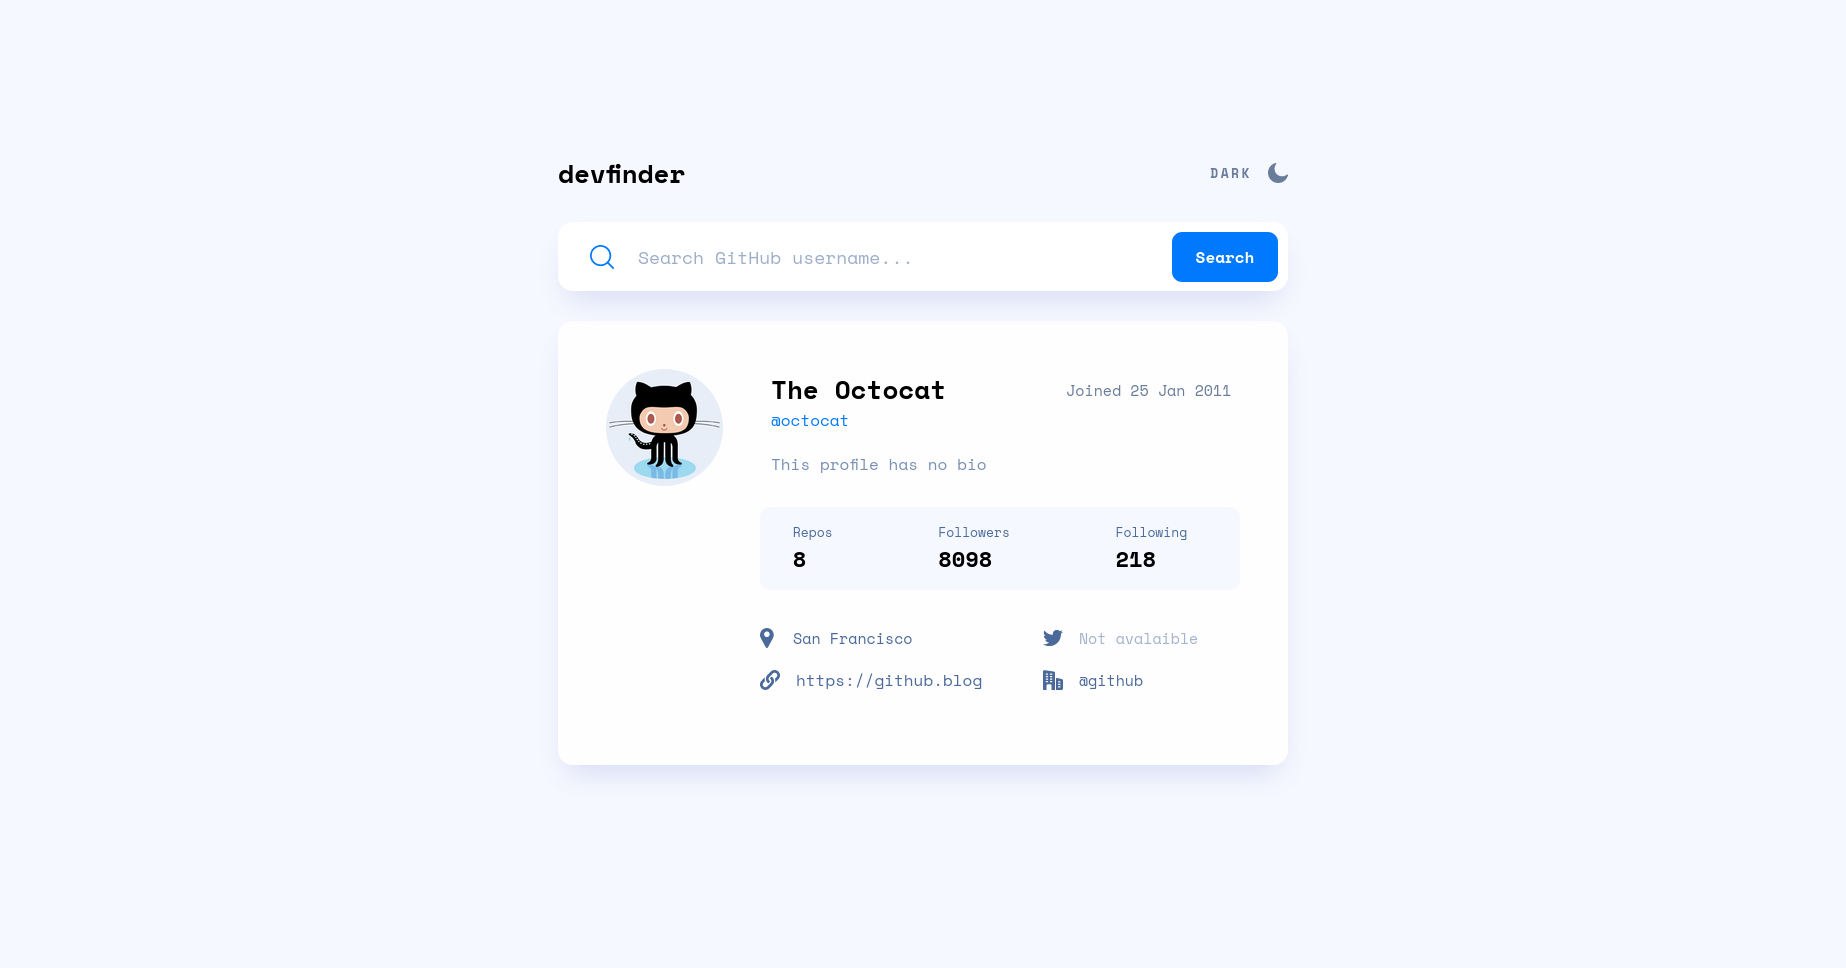 devfinder
DARK
Search GitHub username...
Search
The Octocat
Joined 25 Jan 2011
@octocat
This profile has no bio
Repos
Followers
Following
8
8098
218
San Francisco
Not avalaible
https://github.blog
@github